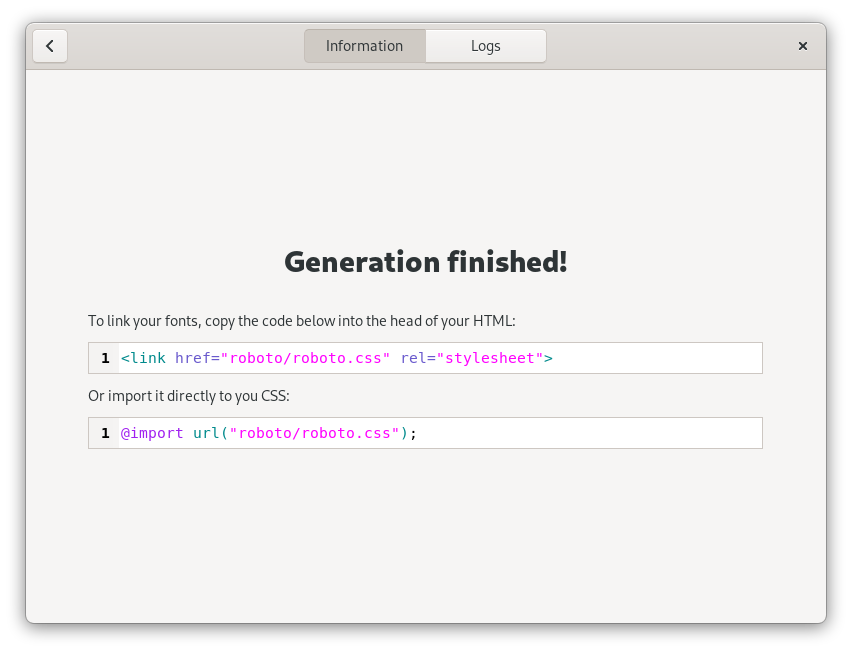 Information Logs
Generation finished!
To link your fonts, copy the code below into the head of your HTML:
1 <link href="roboto/roboto.css" rel="stylesheet">
Or import it directly to you CSS:
1 @import url("roboto/roboto.css");